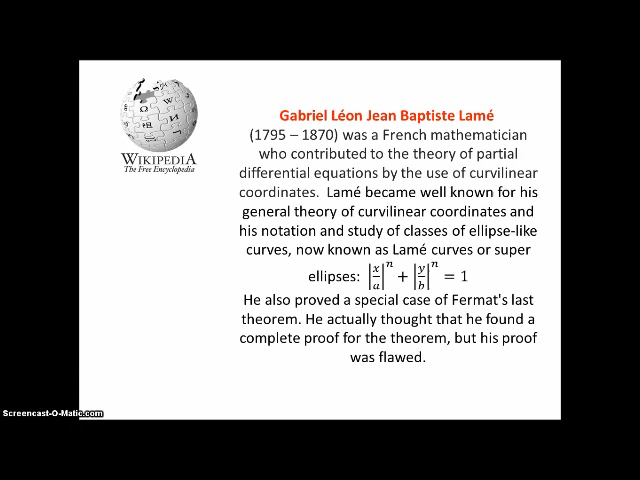 WIKIPEDIA
The Free Encyclopedia
Gabriel Léon Jean Baptiste Lamé
(1795 – 1870) was a French mathematician
who contributed to the theory of partial
differential equations by the use of curvilinear
coordinates. Lamé became well known for his
general theory of curvilinear coordinates and
his notation and study of classes of ellipse-like
curves, now known as Lamé curves or super
ellipses: |x/a|^n + |y/b|^n = 1
He also proved a special case of Fermat's last
theorem. He actually thought that he found a
complete proof for the theorem, but his proof
was flawed.
Screencast-O-Matic.com